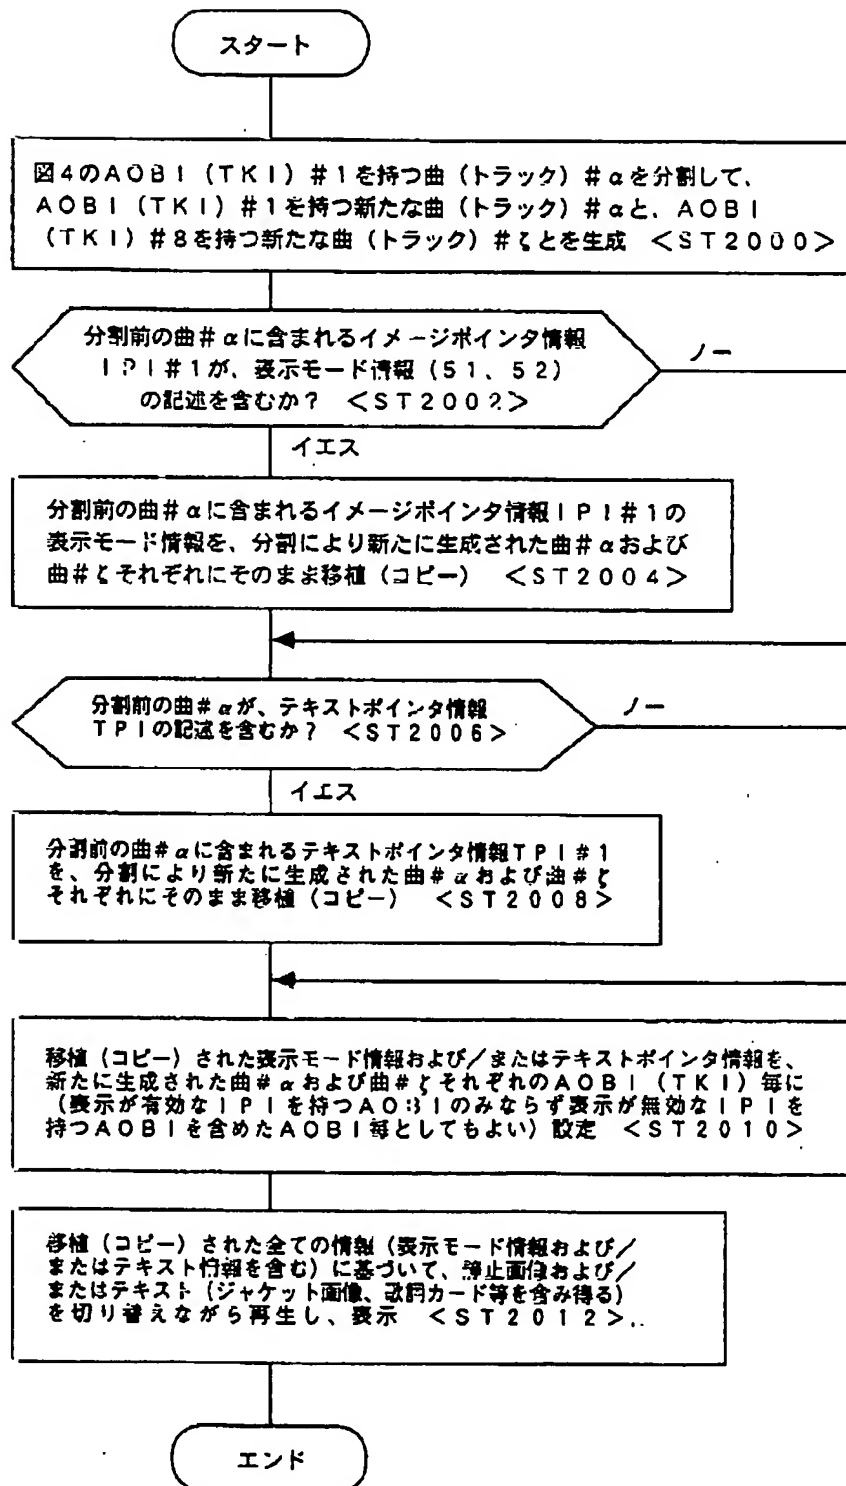 スタート
図4のAOBI（TKI）#1を持つ曲（トラック）#αを分割して、
AOBI（TKI）#1を持つ新たな曲（トラック）#αと、AOBI
（TKI）#8を持つ新たな曲（トラック）#ζとを生成 <ST2000>
分割前の曲#αに含まれるイメージポインタ情報
IPI#1が、表示モード情報（51、52）
の記述を含むか？ <ST2002>
ノー
イエス
分割前の曲#αに含まれるイメージポインタ情報IPI#1の
表示モード情報を、分割により新たに生成された曲#αおよび
曲#ζそれぞれにそのまま移植（コピー） <ST2004>
分割前の曲#αが、テキストポインタ情報
TPIの記述を含むか？ <ST2006>
ノー
イエス
分割前の曲#αに含まれるテキストポインタ情報TPI#1
を、分割により新たに生成された曲#αおよび曲#ζ
それぞれにそのまま移植（コピー） <ST2008>
移植（コピー）された表示モード情報および／またはテキストポインタ情報を、
新たに生成された曲#αおよび曲#ζそれぞれのAOBI（TKI）毎に
（表示が有効なIPIを持つAOBIのみならず表示が無効なIPIを
持つAOBIを含めたAOBI毎としてもよい）設定 <ST2010>
移植（コピー）された全ての情報（表示モード情報および／
またはテキスト情報を含む）に基づいて、静止画像および／
またはテキスト（ジャケット画像、歌詞カード等を含み得る）
を切り替えながら再生し、表示 <ST2012>
エンド